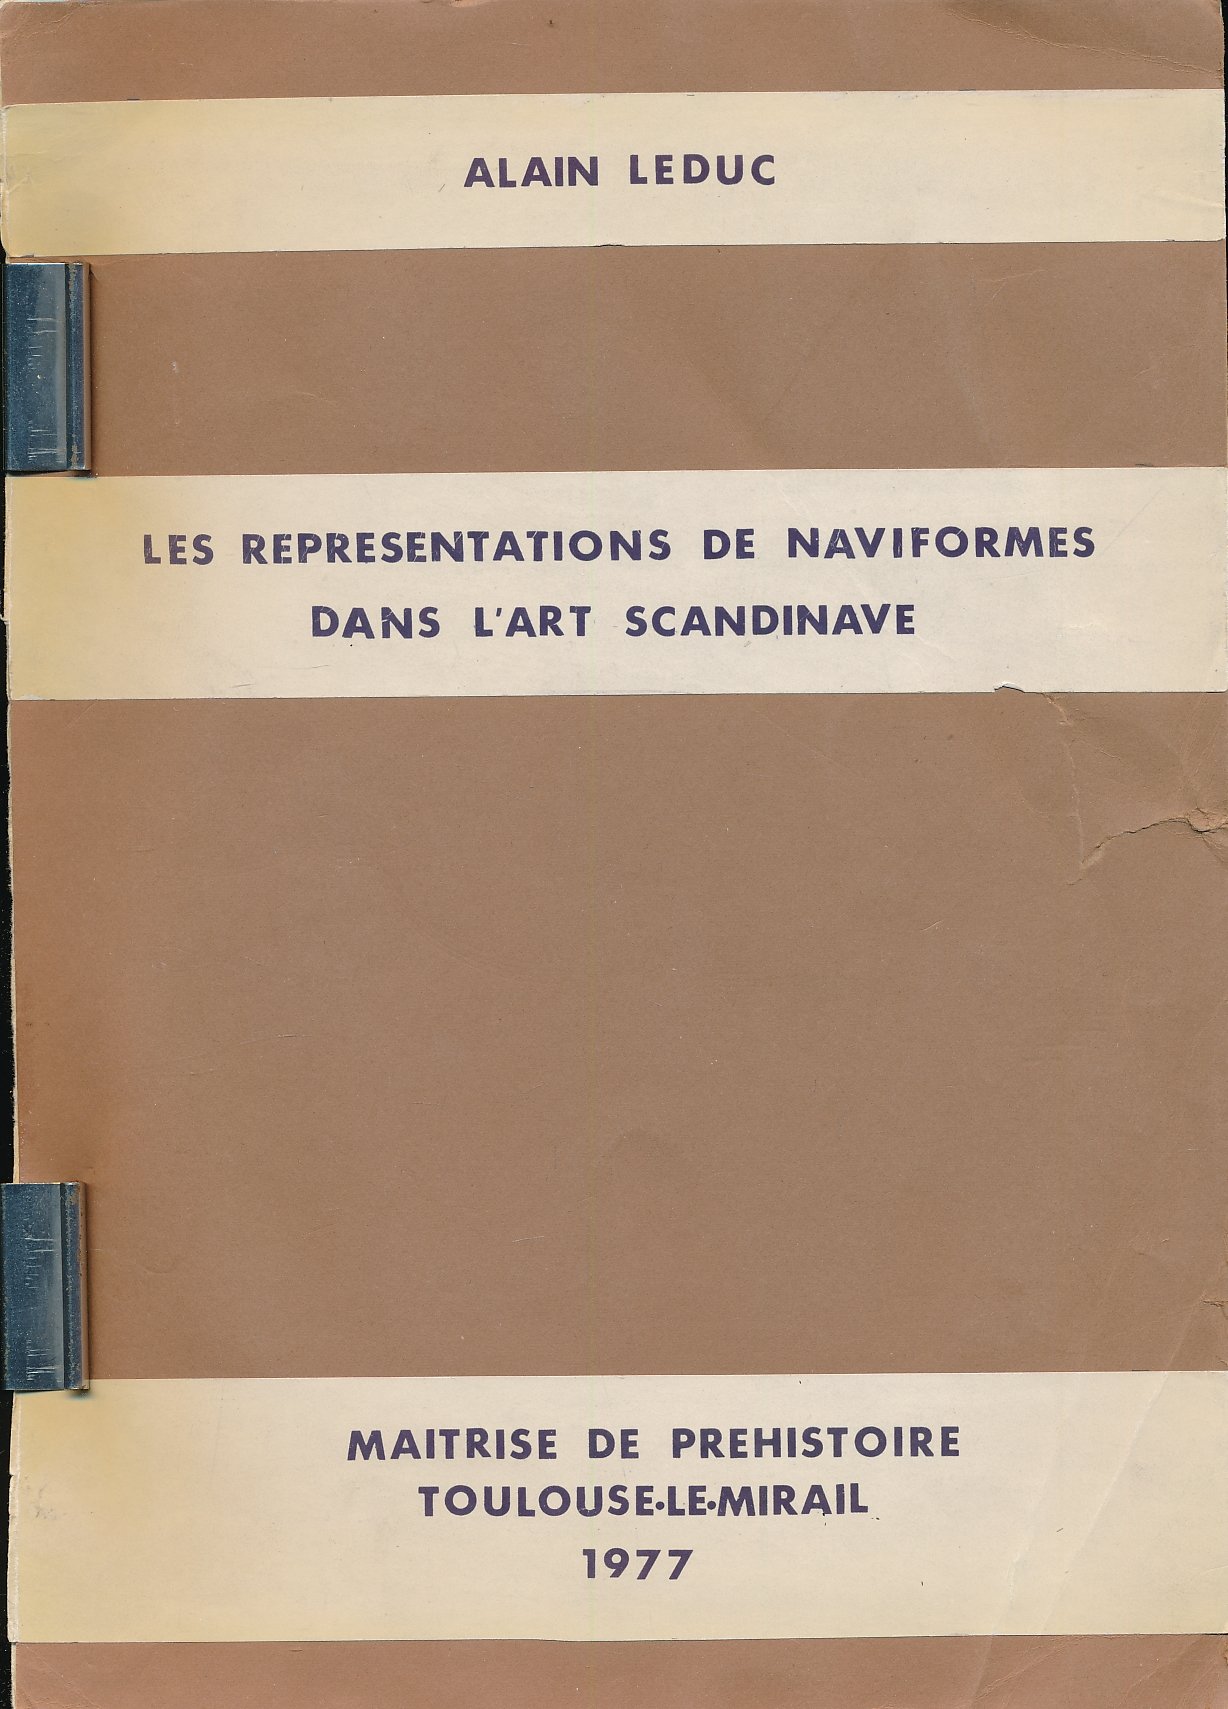 ALAIN LEDUC
LES REPRESENTATIONS DE NAVIFORMES
DANS L'ART SCANDINAVE
MAITRISE DE PREHISTOIRE
TOULOUSE•LE•MIRAIL
1977